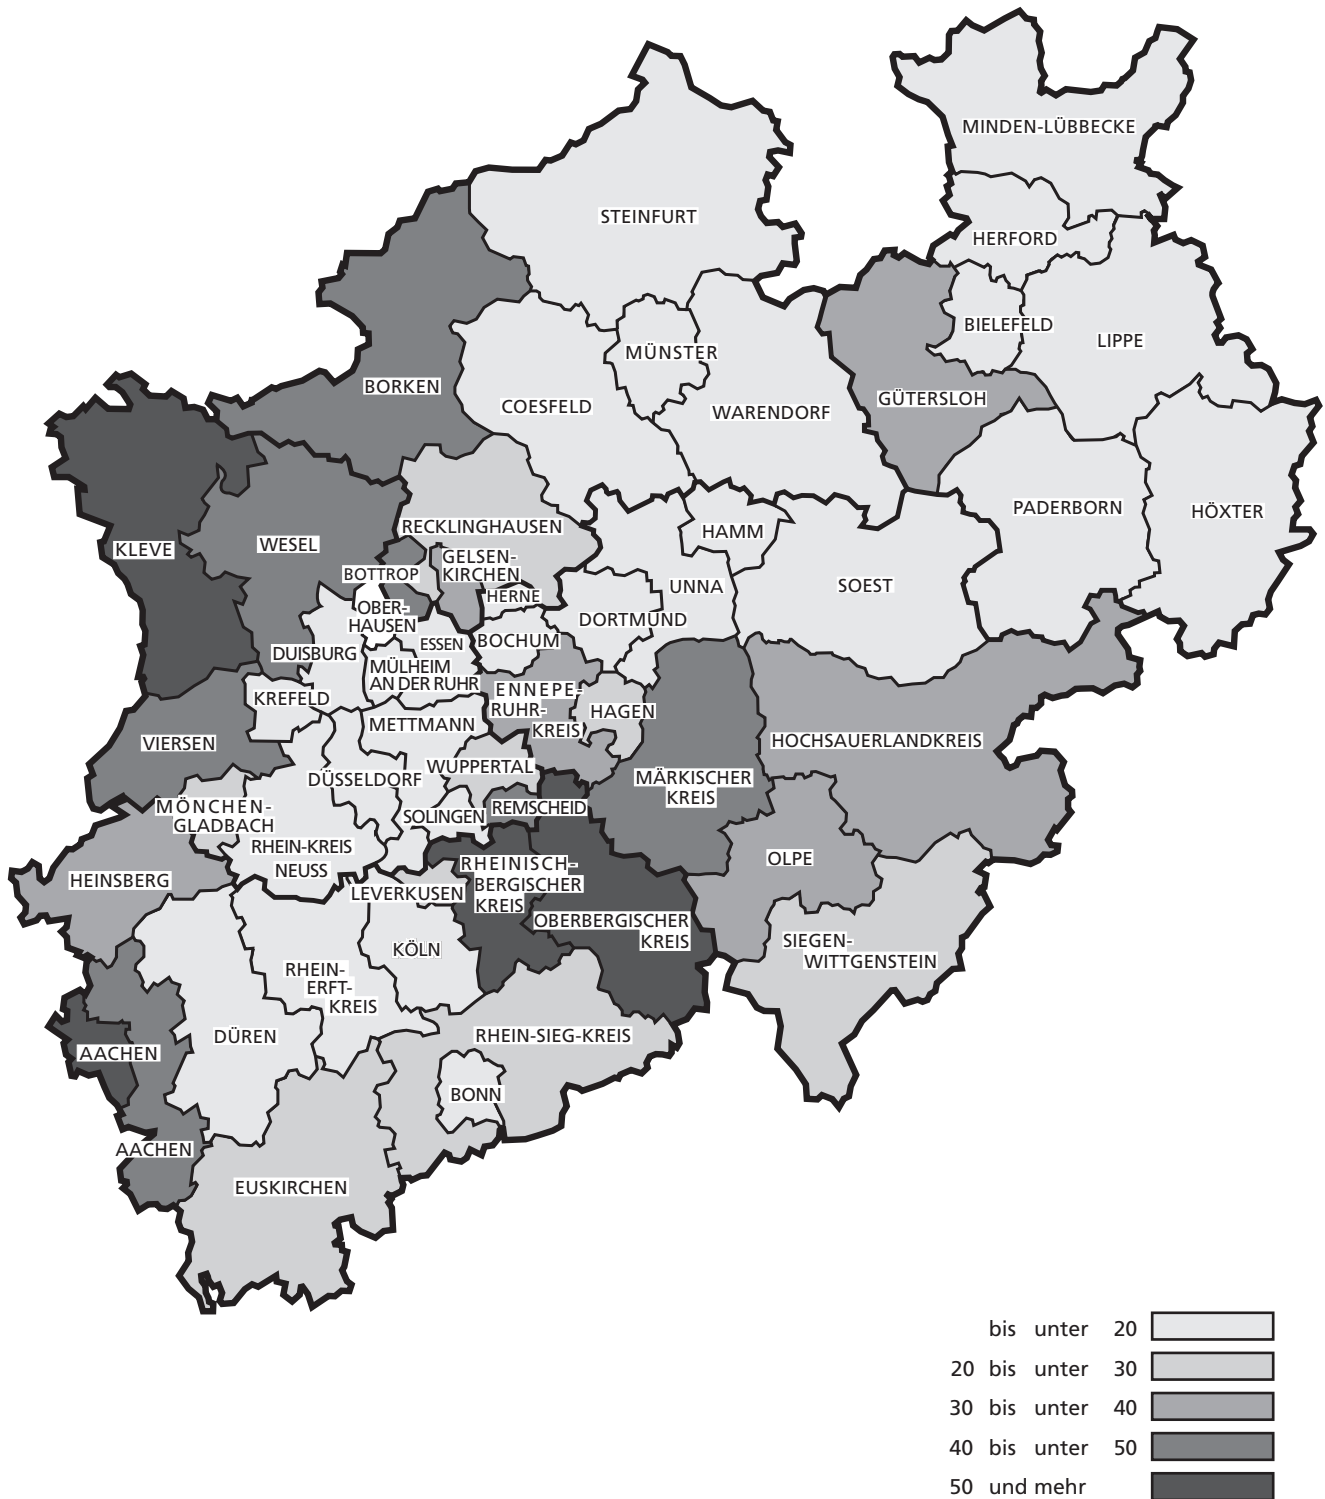 MINDEN-LÜBBECKE
STEINFURT
HERFORD
BIELEFELD
LIPPE
MÜNSTER
BORKEN
GÜTERSLOH
COESFELD
WARENDORF
PADERBORN
HÖXTER
RECKLINGHAUSEN
HAMM
KLEVE
WESEL
GELSEN-
KIRCHEN
BOTTROP
UNNA
SOEST
HERNE
OBER-
HAUSEN
DORTMUND
ESSEN
BOCHUM
DUISBURG
MÜLHEIM
AN DER RUHR
KREFELD
ENNEPE-
RUHR-
KREIS
HAGEN
METTMANN
VIERSEN
HOCHSAUERLANDKREIS
WUPPERTAL
DÜSSELDORF
MÄRKISCHER
KREIS
MÖNCHEN-
GLADBACH
REMSCHEID
SOLINGEN
RHEIN-KREIS
NEUSS
OLPE
RHEINISCH-
BERGISCHER
KREIS
HEINSBERG
LEVERKUSEN
OBERBERGISCHER
KREIS
SIEGEN-
WITTGENSTEIN
KÖLN
RHEIN-
ERFT-
KREIS
DÜREN
RHEIN-SIEG-KREIS
AACHEN
BONN
AACHEN
EUSKIRCHEN
bis unter 20
20 bis unter 30
30 bis unter 40
40 bis unter 50
50 und mehr